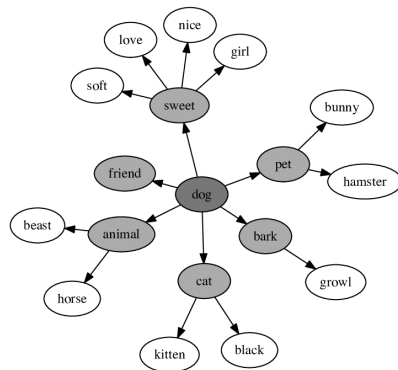 nice
love
girl
soft
sweet
bunny
pet
friend
hamster
dog
beast
animal
bark
cat
growl
horse
kitten
black